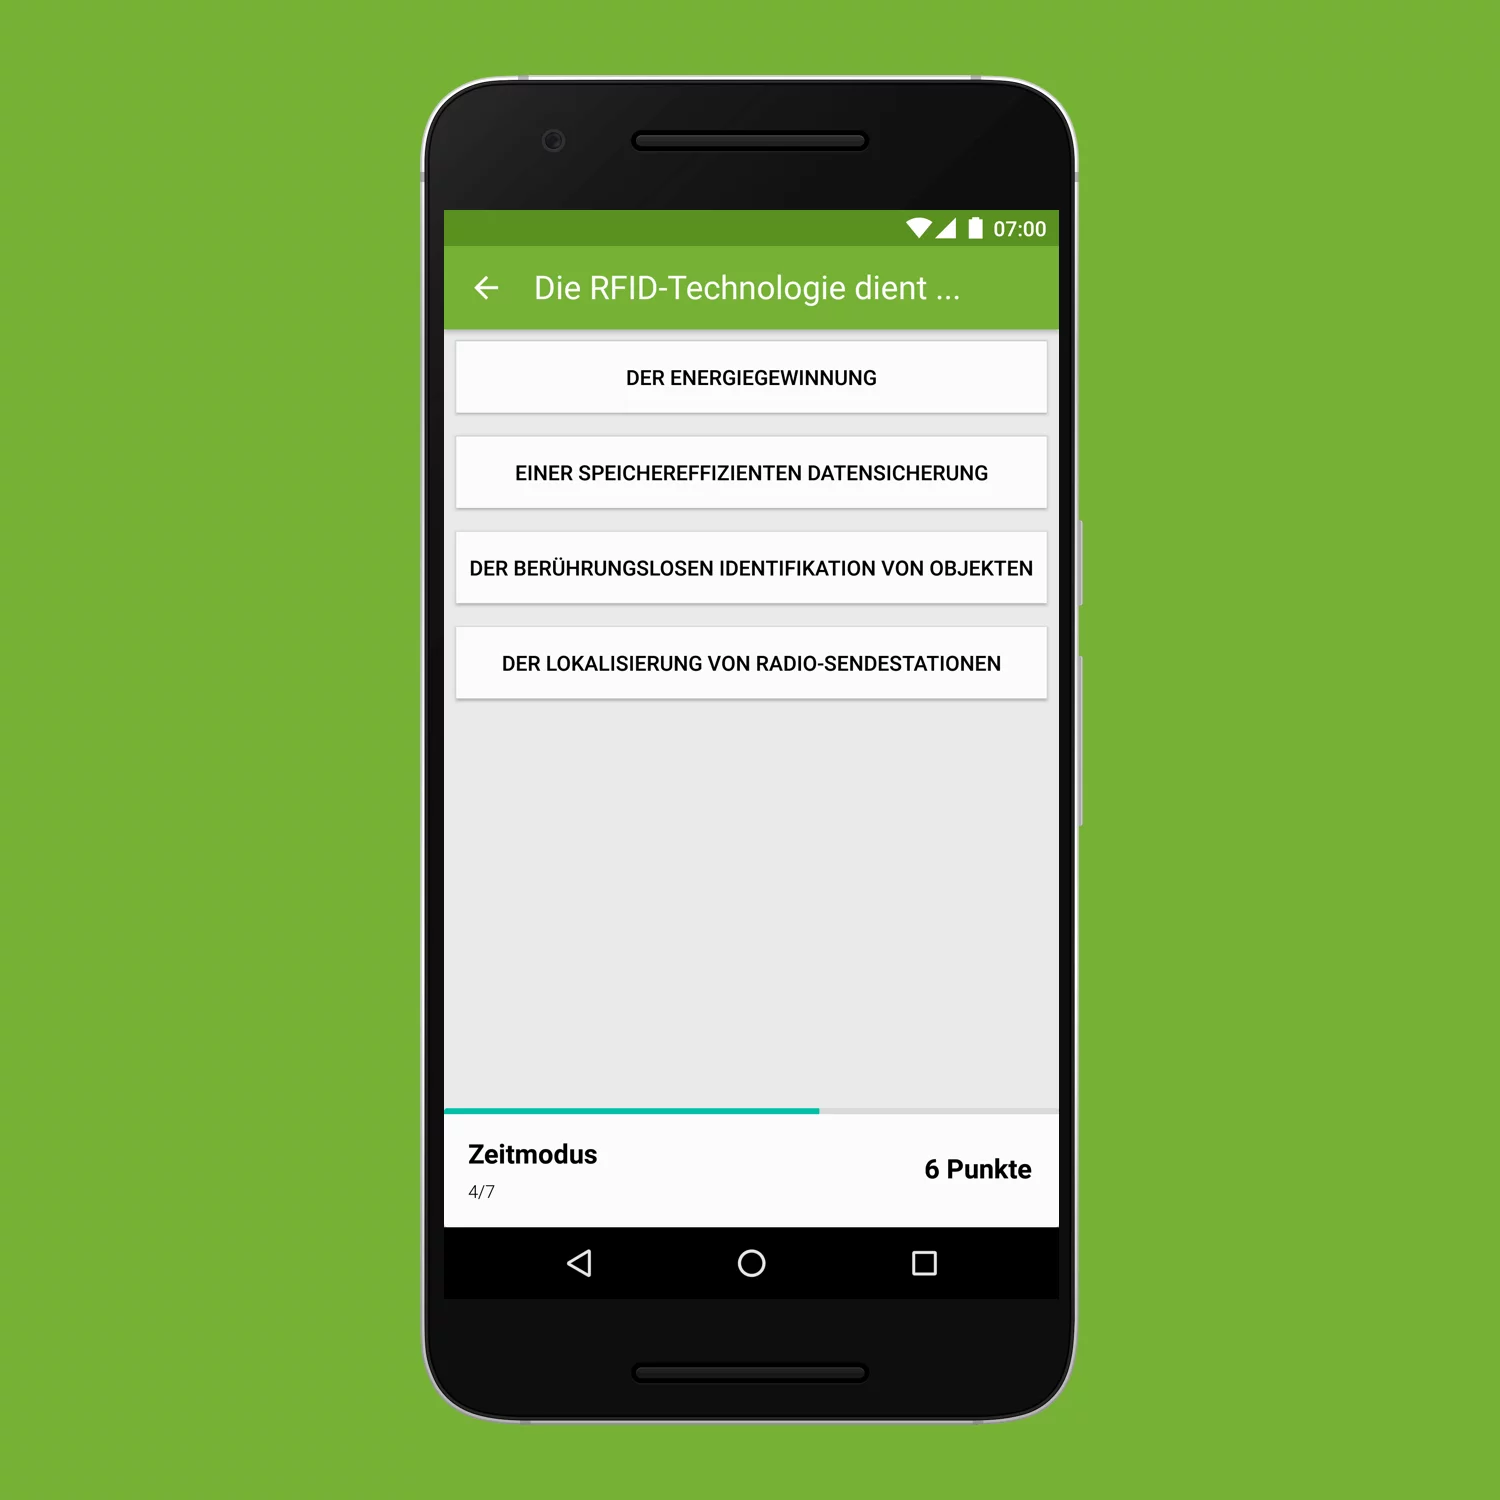 07:00
Die RFID-Technologie dient ...
DER ENERGIEGEWINNUNG
EINER SPEICHEREFFIZIENTEN DATENSICHERUNG
DER BERÜHRUNGSLOSEN IDENTIFIKATION VON OBJEKTEN
DER LOKALISIERUNG VON RADIO-SENDESTATIONEN
Zeitmodus
6 Punkte
4/7